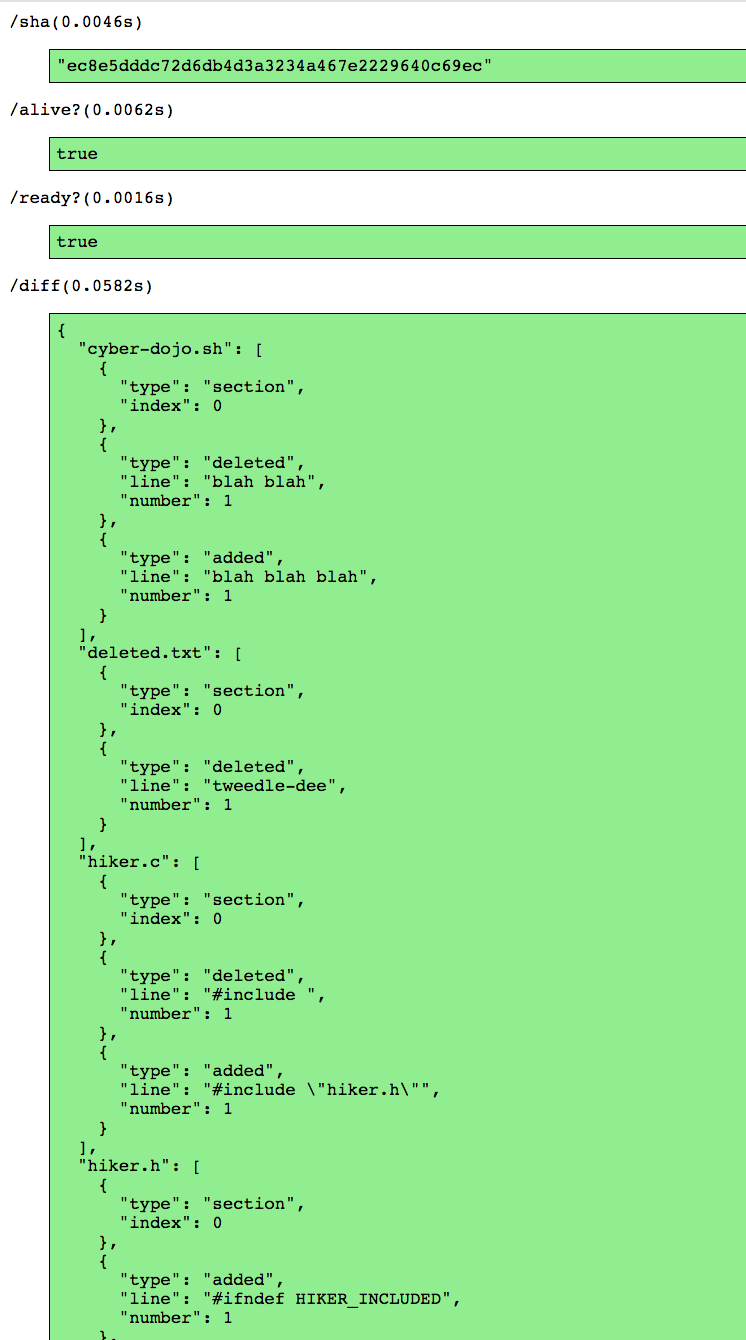 /sha(0.0046s)
"ec8e5dddc72d6db4d3a3234a467e2229640c69ec"
/alive?(0.0062s)
true
/ready?(0.0016s)
true
/diff(0.0582s)
{
  "cyber-dojo.sh": [
    {
      "type": "section",
      "index": 0
    },
    {
      "type": "deleted",
      "line": "blah blah",
      "number": 1
    },
    {
      "type": "added",
      "line": "blah blah blah",
      "number": 1
    }
  ],
  "deleted.txt": [
    {
      "type": "section",
      "index": 0
    },
    {
      "type": "deleted",
      "line": "tweedle-dee",
      "number": 1
    }
  ],
  "hiker.c": [
    {
      "type": "section",
      "index": 0
    },
    {
      "type": "deleted",
      "line": "#include ",
      "number": 1
    },
    {
      "type": "added",
      "line": "#include \"hiker.h\"",
      "number": 1
    }
  ],
  "hiker.h": [
    {
      "type": "section",
      "index": 0
    },
    {
      "type": "added",
      "line": "#ifndef HIKER_INCLUDED",
      "number": 1
    },